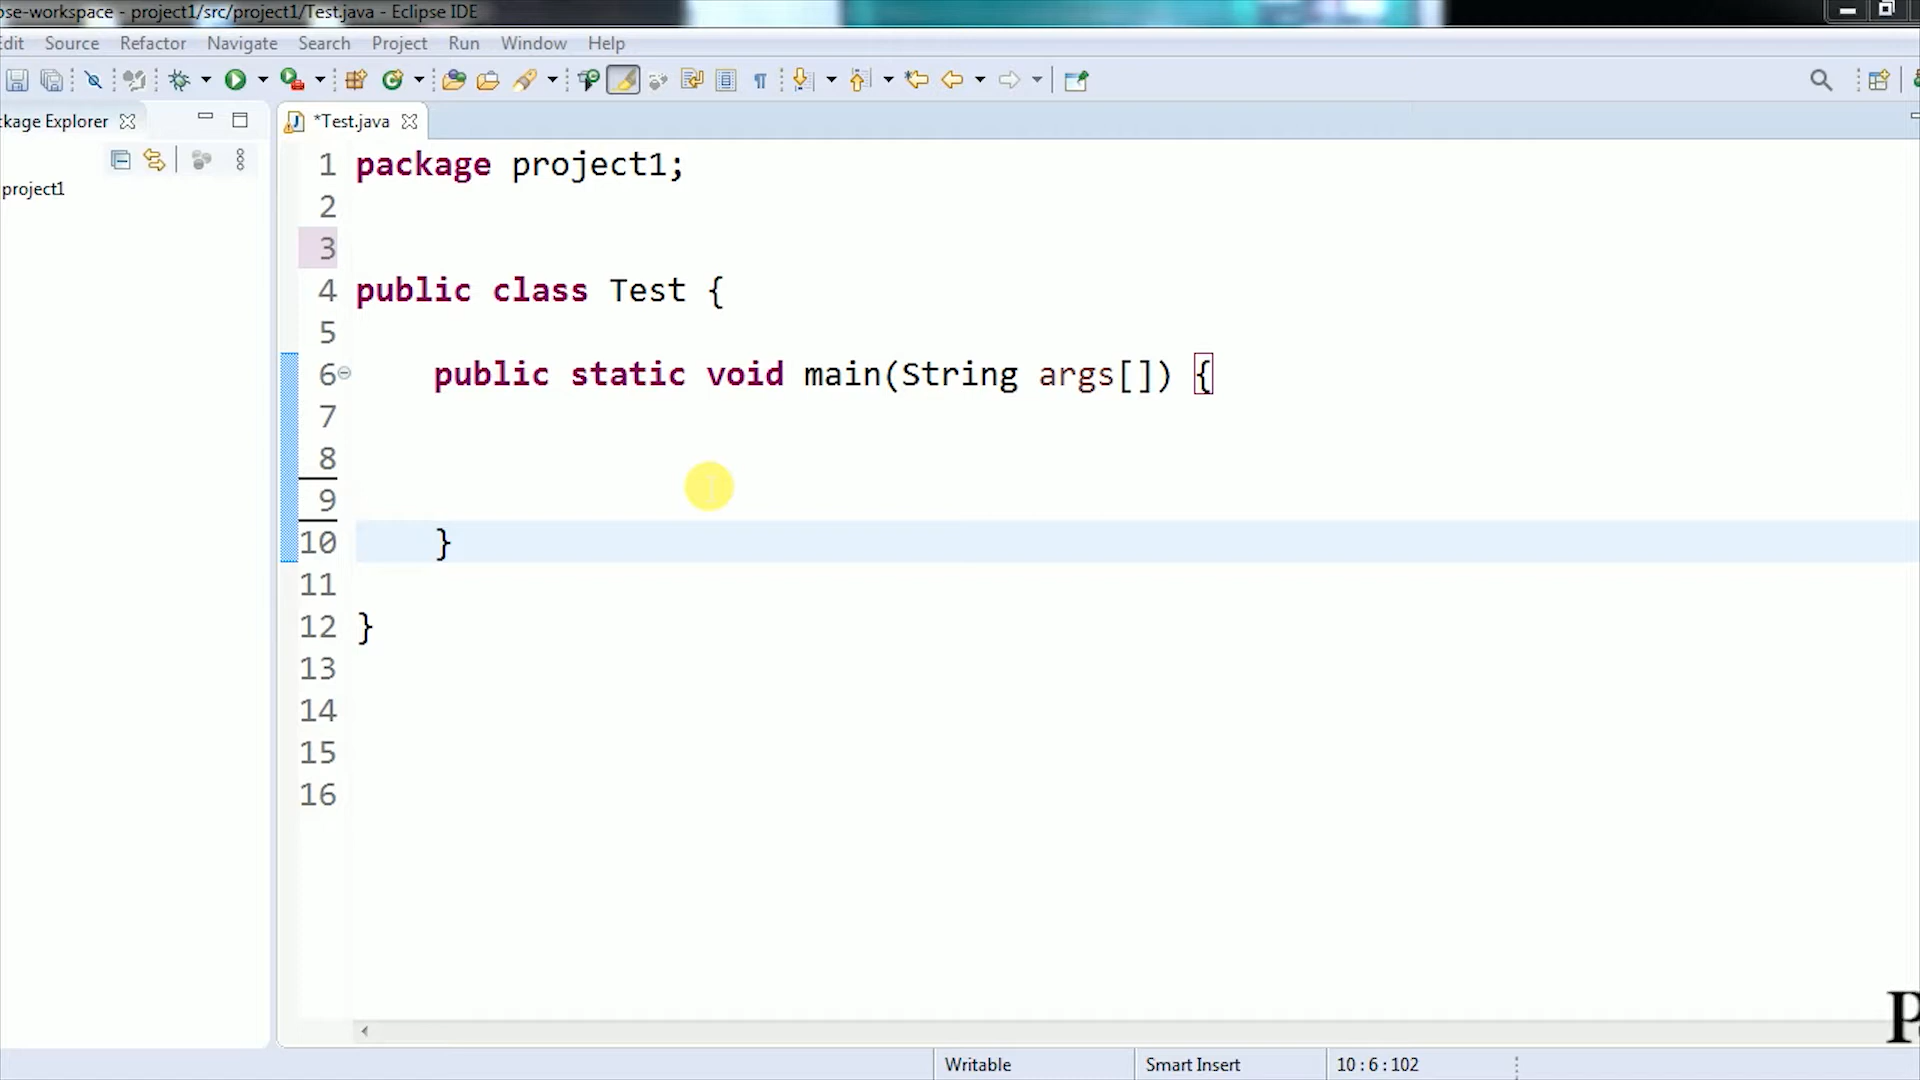 ose-workspace - project1/src/project1/Test.java - Eclipse IDE
Edit Source Refactor Navigate Search Project Run Window Help
ckage Explorer
*Test.java
project1
1 package project1;
2
3
4 public class Test {
5
6 public static void main(String args[]) {
7
8
9
10 }
11
12 }
13
14
15
16
P
Writable Smart Insert 10 : 6 : 102